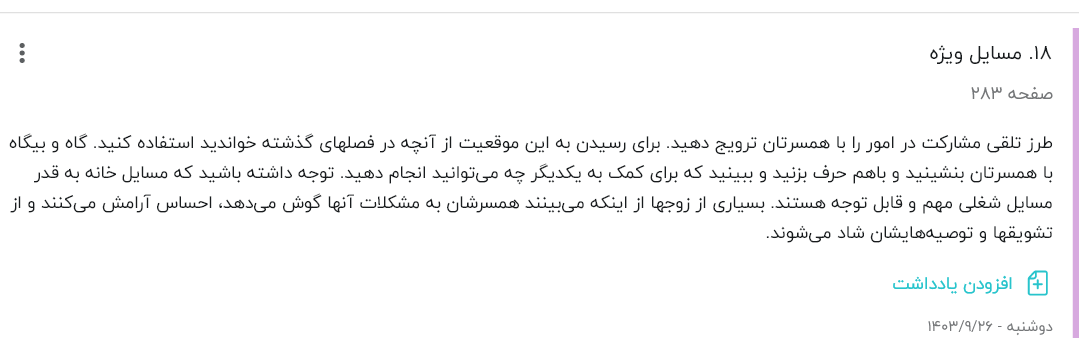 ۱۸. مسایل ویژه
صفحه ۲۸۳
طرز تلقی مشارکت در امور را با همسرتان ترویج دهید. برای رسیدن به این موقعیت از آنچه در فصلهای گذشته خواندید استفاده کنید. گاه و بیگاه
با همسرتان بنشینید و باهم حرف بزنید و ببینید که برای کمک به یکدیگر چه می‌توانید انجام دهید. توجه داشته باشید که مسایل خانه به قدر
مسایل شغلی مهم و قابل توجه هستند. بسیاری از زوجها از اینکه می‌بینند همسرشان به مشکلات آنها گوش می‌دهد، احساس آرامش می‌کنند و از
تشویقها و توصیه‌هایشان شاد می‌شوند.
افزودن یادداشت
دوشنبه - ۱۴۰۳/۹/۲۶